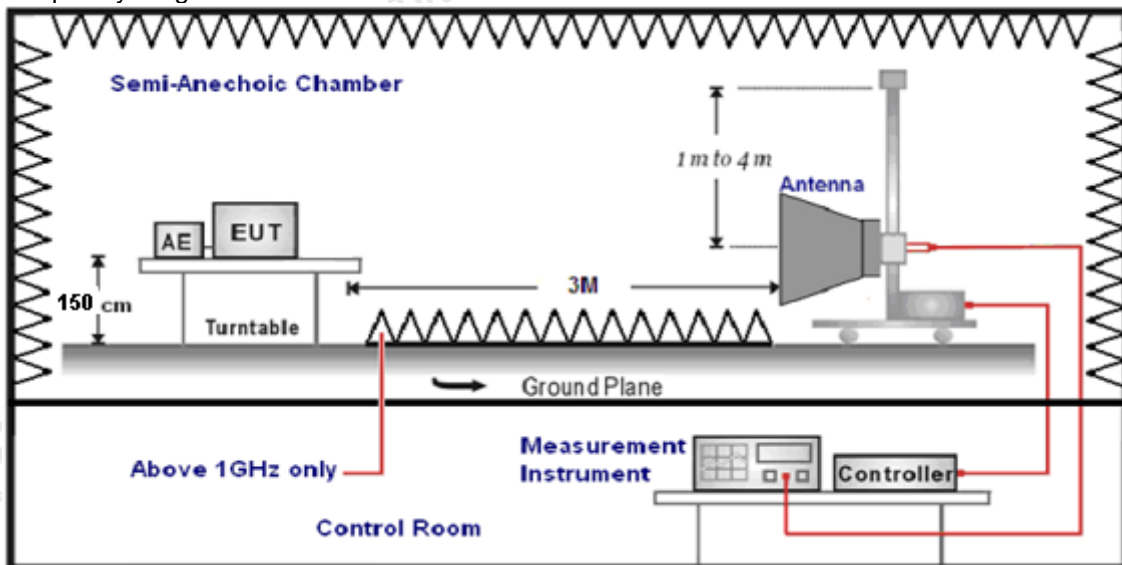 Semi-Anechoic Chamber
1 m to 4 m
Antenna
AE
EUT
150 cm
3M
Turntable
Ground Plane
Above 1GHz only
Measurement
Instrument
Controller
Control Room